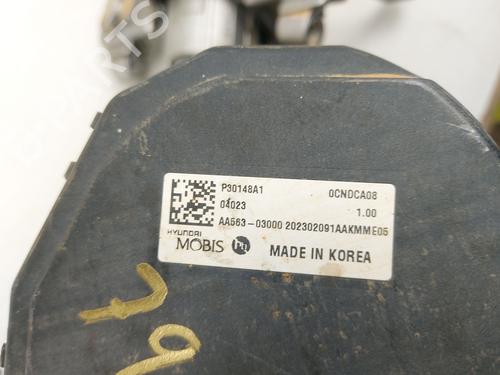 P30148A1 0CNDCA08
04023 1.00
AA563-03000 202302091AAKMME05
HYUNDAI
MOBIS MADE IN KOREA